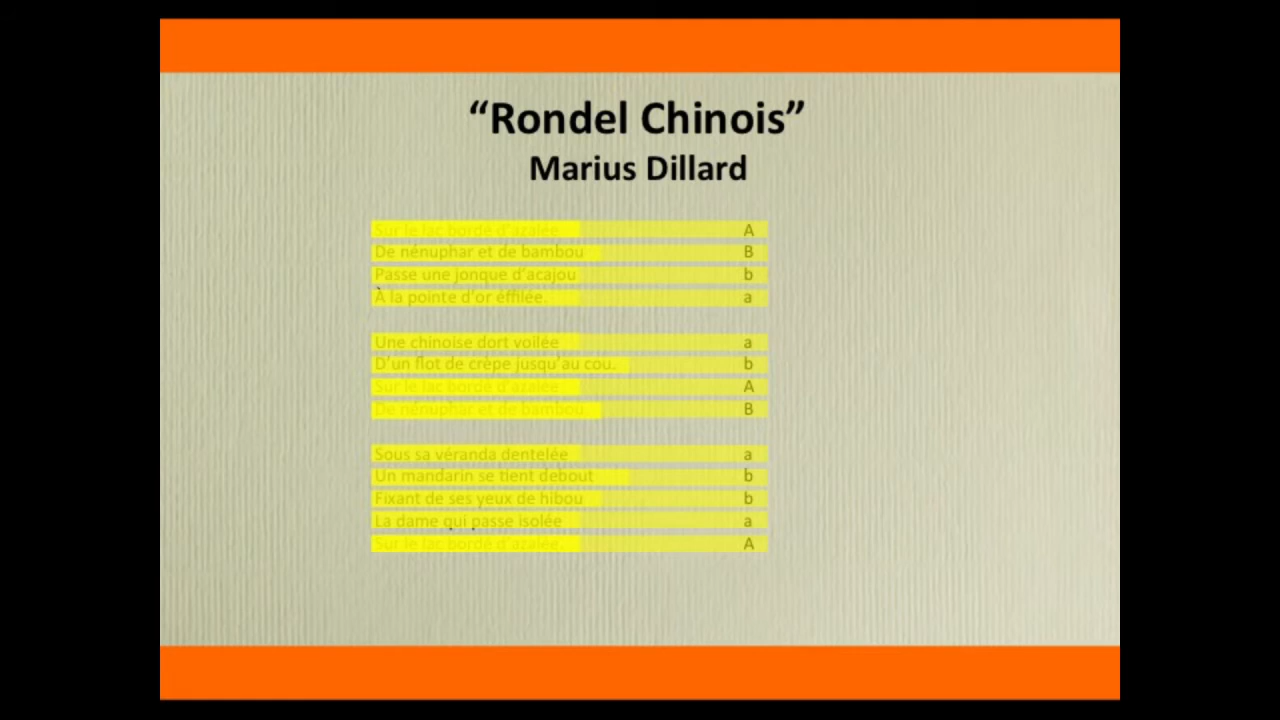 “Rondel Chinois”
Marius Dillard
Sur le lac bordé d’azalée A
De nénuphar et de bambou B
Passe une jonque d’acajou b
À la pointe d’or éffilée. a
Une chinoise dort voilée a
D’un flot de crêpe jusqu’au cou. b
Sur le lac bordé d’azalée A
De nénuphar et de bambou. B
Sous sa véranda dentelée a
Un mandarin se tient debout b
Fixant de ses yeux de hibou b
La dame qui passe isolée a
Sur le lac bordé d’azalée. A